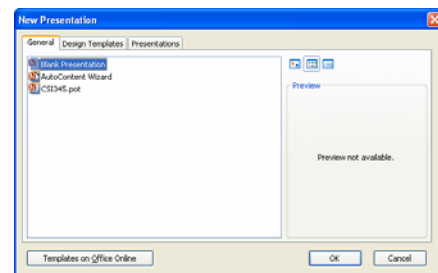 New Presentation
General Design Templates Presentations
Blank Presentation
AutoContent Wizard
CSI345.pot
Preview
Preview not available.
Templates on Office Online OK Cancel